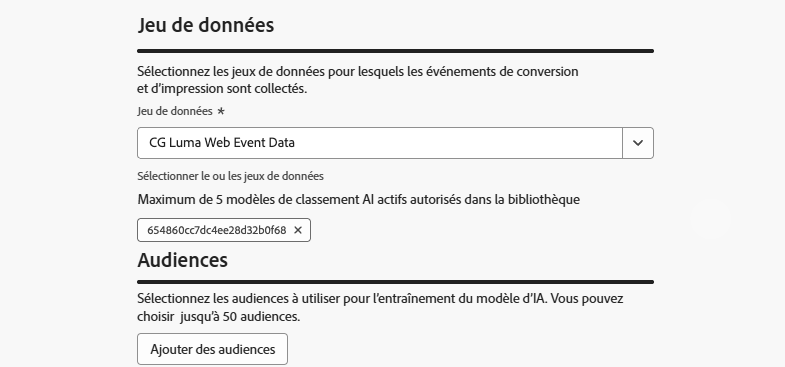 Jeu de données
Sélectionnez les jeux de données pour lesquels les événements de conversion
et d’impression sont collectés.
Jeu de données *
CG Luma Web Event Data
Sélectionner le ou les jeux de données
Maximum de 5 modèles de classement AI actifs autorisés dans la bibliothèque
654860cc7dc4ee28d32b0f68 ×
Audiences
Sélectionnez les audiences à utiliser pour l’entraînement du modèle d’IA. Vous pouvez
choisir jusqu’à 50 audiences.
Ajouter des audiences